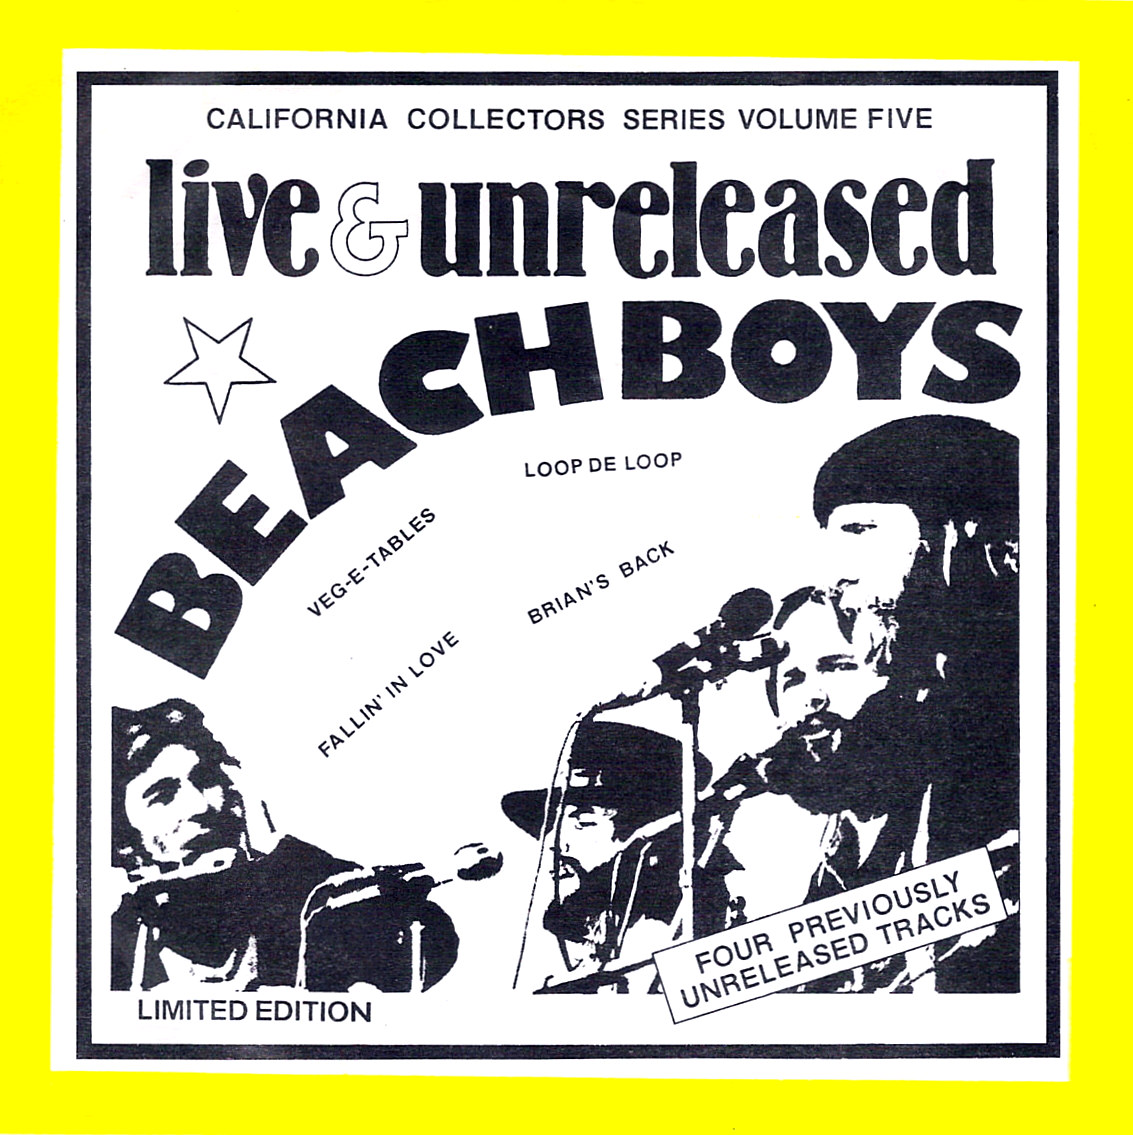 CALIFORNIA COLLECTORS SERIES VOLUME FIVE
live & unreleased
BEACH BOYS
LOOP DE LOOP
VEG-E-TABLES
BRIAN'S BACK
FALLIN' IN LOVE
FOUR PREVIOUSLY
UNRELEASED TRACKS
LIMITED EDITION